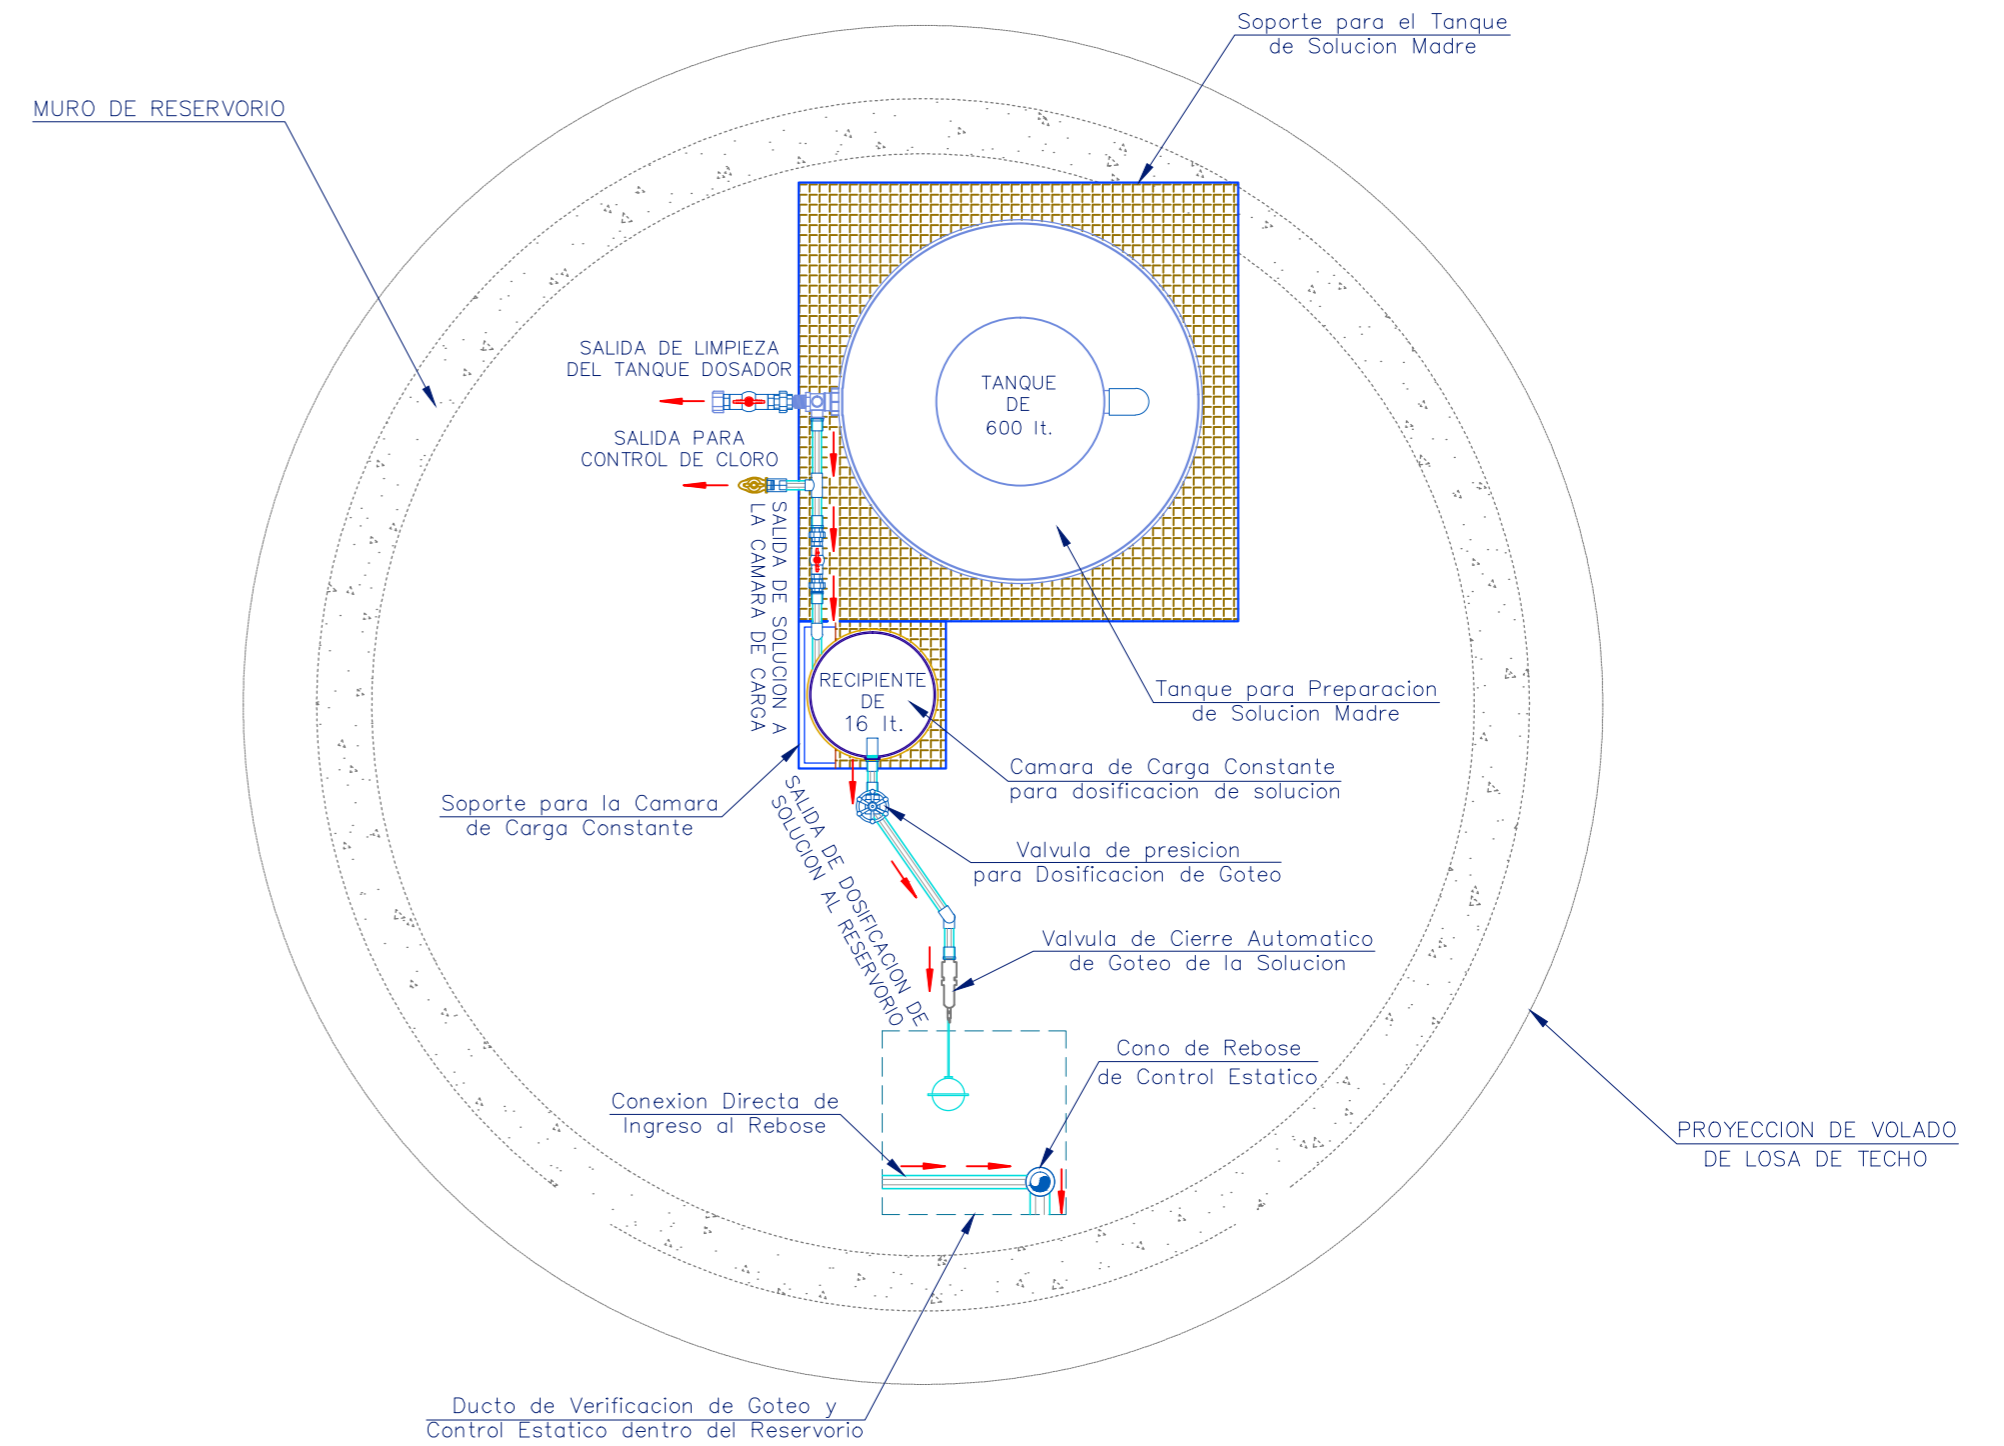 Soporte para el Tanque
de Solucion Madre
MURO DE RESERVORIO
SALIDA DE LIMPIEZA
DEL TANQUE DOSADOR
TANQUE
DE
600 lt.
SALIDA PARA
CONTROL DE CLORO
SALIDA DE SOLUCION A
LA CAMARA DE CARGA
RECIPIENTE
DE
16 lt.
Tanque para Preparacion
de Solucion Madre
Camara de Carga Constante
para dosificacion de solucion
Soporte para la Camara
de Carga Constante
SALIDA DE DOSIFICACION DE
SOLUCION AL RESERVORIO
Valvula de presicion
para Dosificacion de Goteo
Valvula de Cierre Automatico
de Goteo de la Solucion
Cono de Rebose
de Control Estatico
Conexion Directa de
Ingreso al Rebose
PROYECCION DE VOLADO
DE LOSA DE TECHO
Ducto de Verificacion de Goteo y
Control Estatico dentro del Reservorio